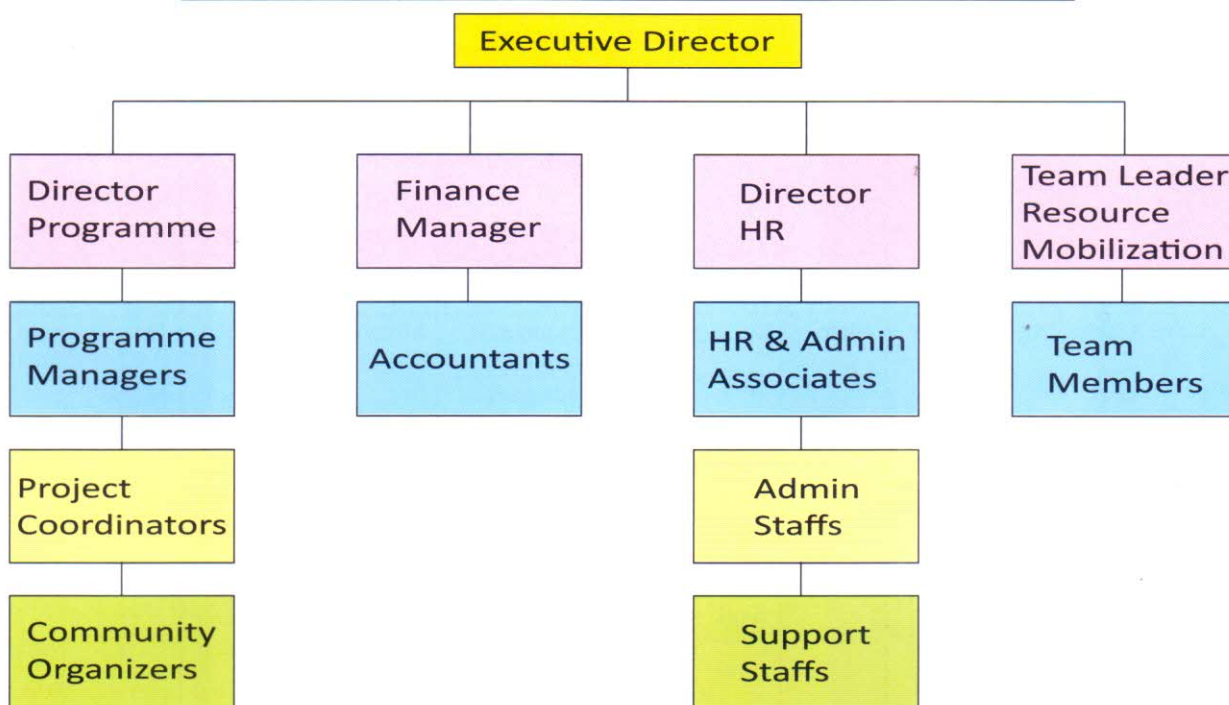 Executive Director
Director
Programme
Finance
Manager
Director
HR
Team Leader
Resource
Mobilization
Programme
Managers
Accountants
HR & Admin
Associates
Team
Members
Project
Coordinators
Admin
Staffs
Community
Organizers
Support
Staffs